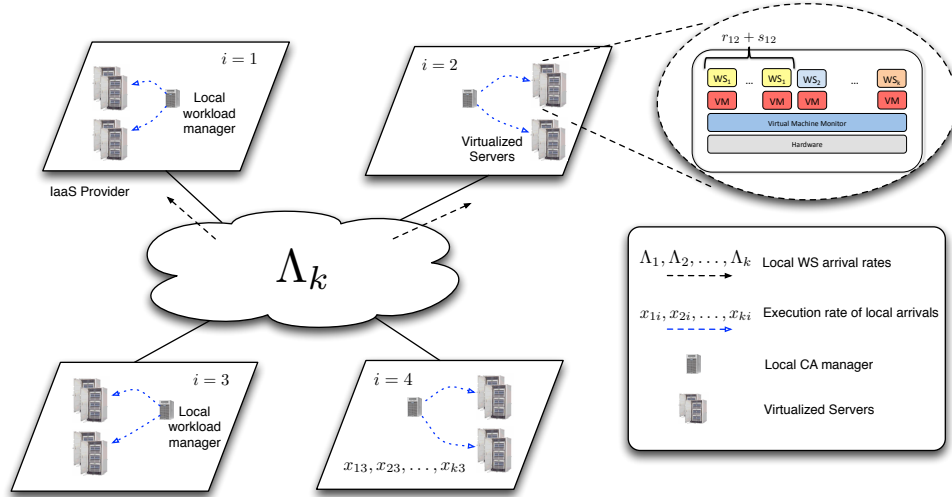 i = 1
Local
workload
manager
IaaS Provider
i = 2
Virtualized
Servers
r₁₂ + s₁₂
WS₁ ... WS₁ WS₂ ... WSₖ
VM VM VM VM
Virtual Machine Monitor
Hardware
Λₖ
i = 3
Local
workload
manager
i = 4
x₁₃, x₂₃, . . . , xₖ₃
Λ₁, Λ₂, . . . , Λₖ Local WS arrival rates
x₁ᵢ, x₂ᵢ, . . . , xₖᵢ Execution rate of local arrivals
Local CA manager
Virtualized Servers